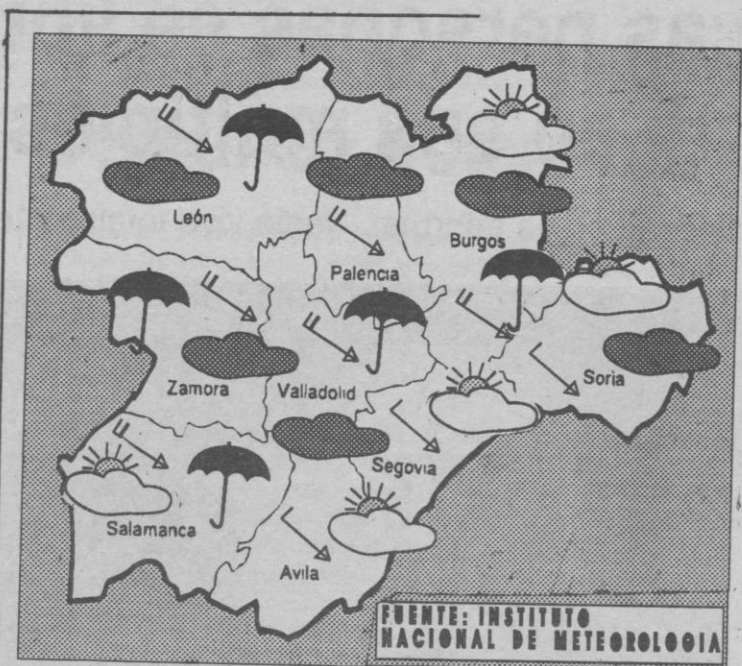 León
Burgos
Palencia
Soria
Zamora
Valladolid
Segovia
Salamanca
Avila
FUENTE: INSTITUTO
NACIONAL DE METEOROLOGIA